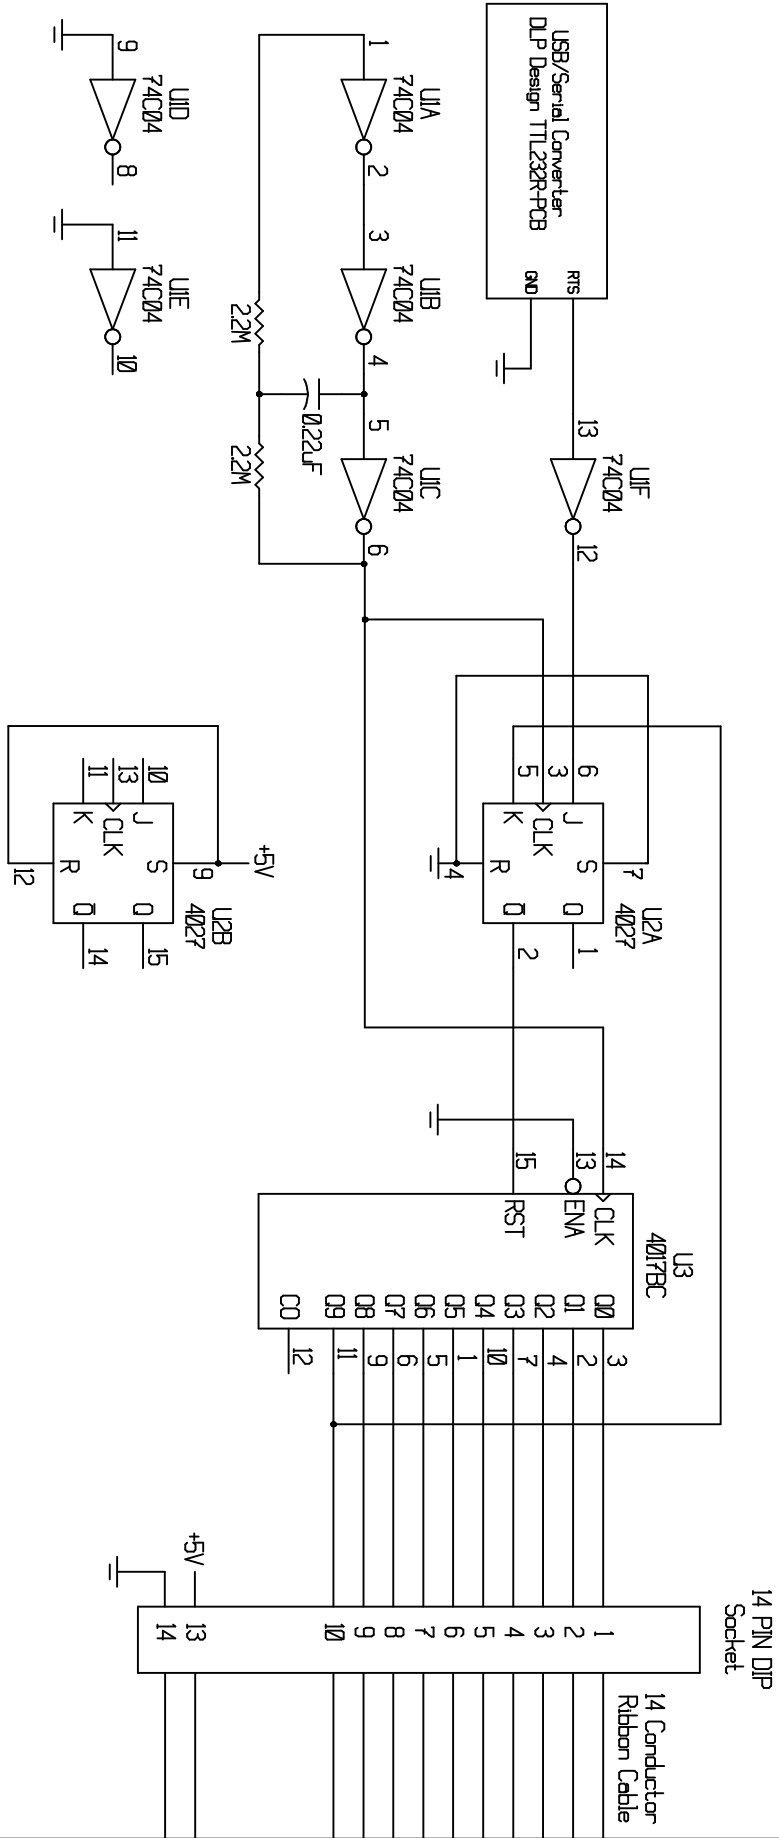 USB/Serial Converter
DLP Design TTL232R-PCB
RTS
GND
13
U1F
74C04
12
1
U1A
74C04
2
3
U1B
74C04
4
5
U1C
74C04
6
2.2M
0.22uF
2.2M
9
U1D
74C04
8
11
U1E
74C04
10
6
3
5
J
CLK
K
S
R
Q
Q
7
4
U2A
4027
1
2
10
13
11
J
CLK
K
S
R
Q
Q
+5V
9
12
U2B
4027
15
14
14
13
15
CLK
ENA
RST
U3
4017BC
Q0
Q1
Q2
Q3
Q4
Q5
Q6
Q7
Q8
Q9
CO
3
2
4
7
10
1
5
6
9
11
12
14 PIN DIP
Socket
1
2
3
4
5
6
7
8
9
10
13
14
+5V
14 Conductor
Ribbon Cable